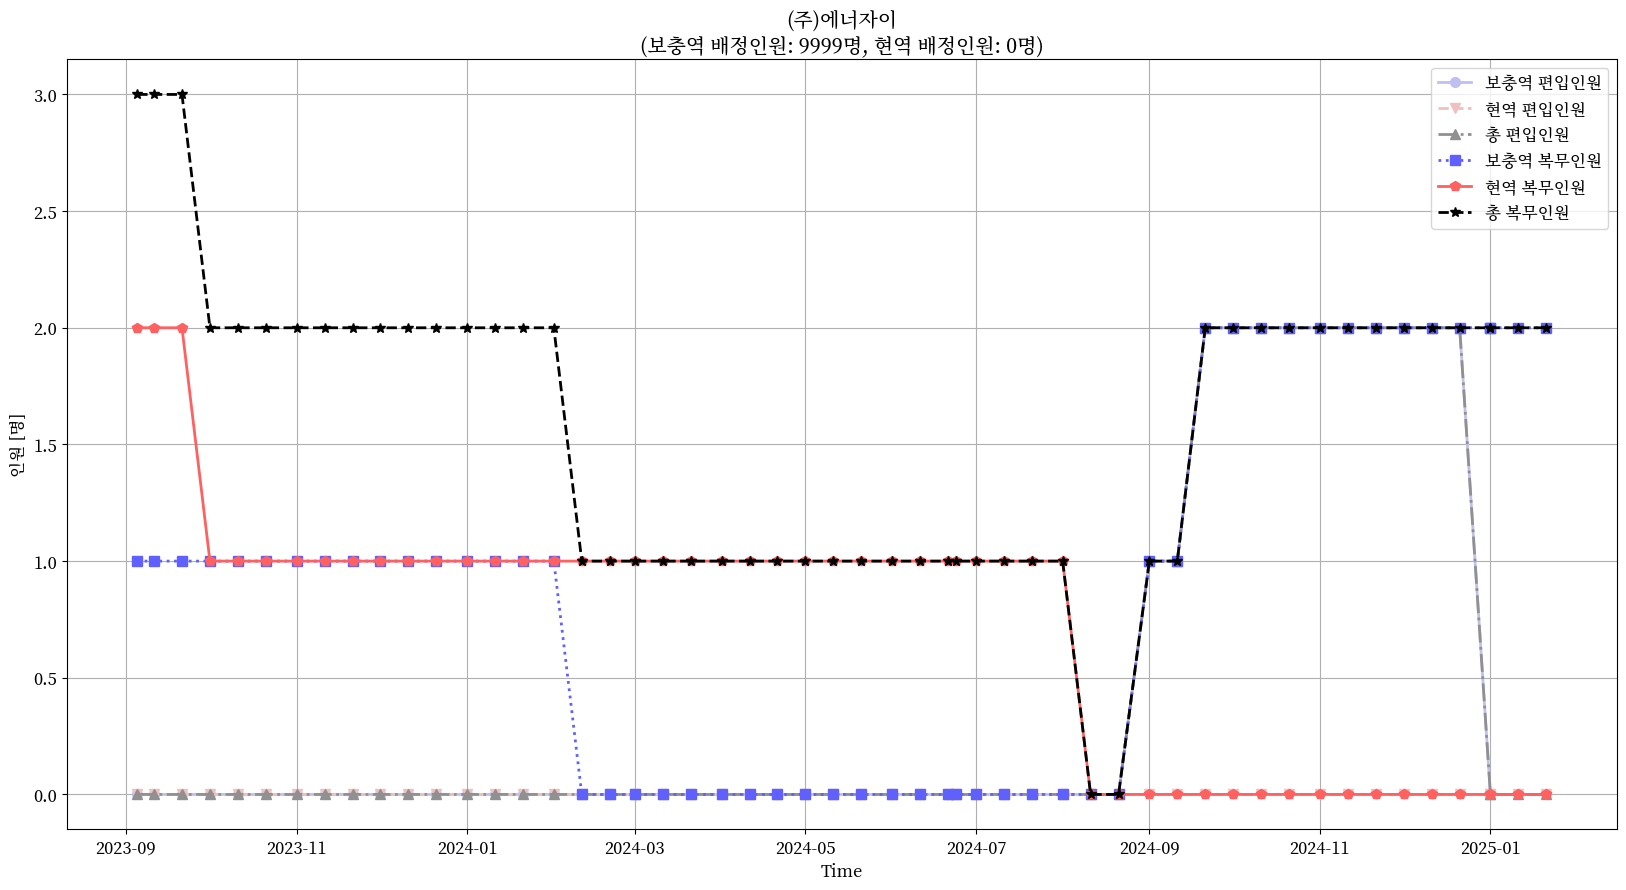 (주)에너자이
(보충역 배정인원: 9999명, 현역 배정인원: 0명)
보충역 편입인원
현역 편입인원
총 편입인원
보충역 복무인원
현역 복무인원
총 복무인원
3.0
2.5
2.0
1.5
1.0
0.5
0.0
인원 [명]
2023-09
2023-11
2024-01
2024-03
2024-05
2024-07
2024-09
2024-11
2025-01
Time